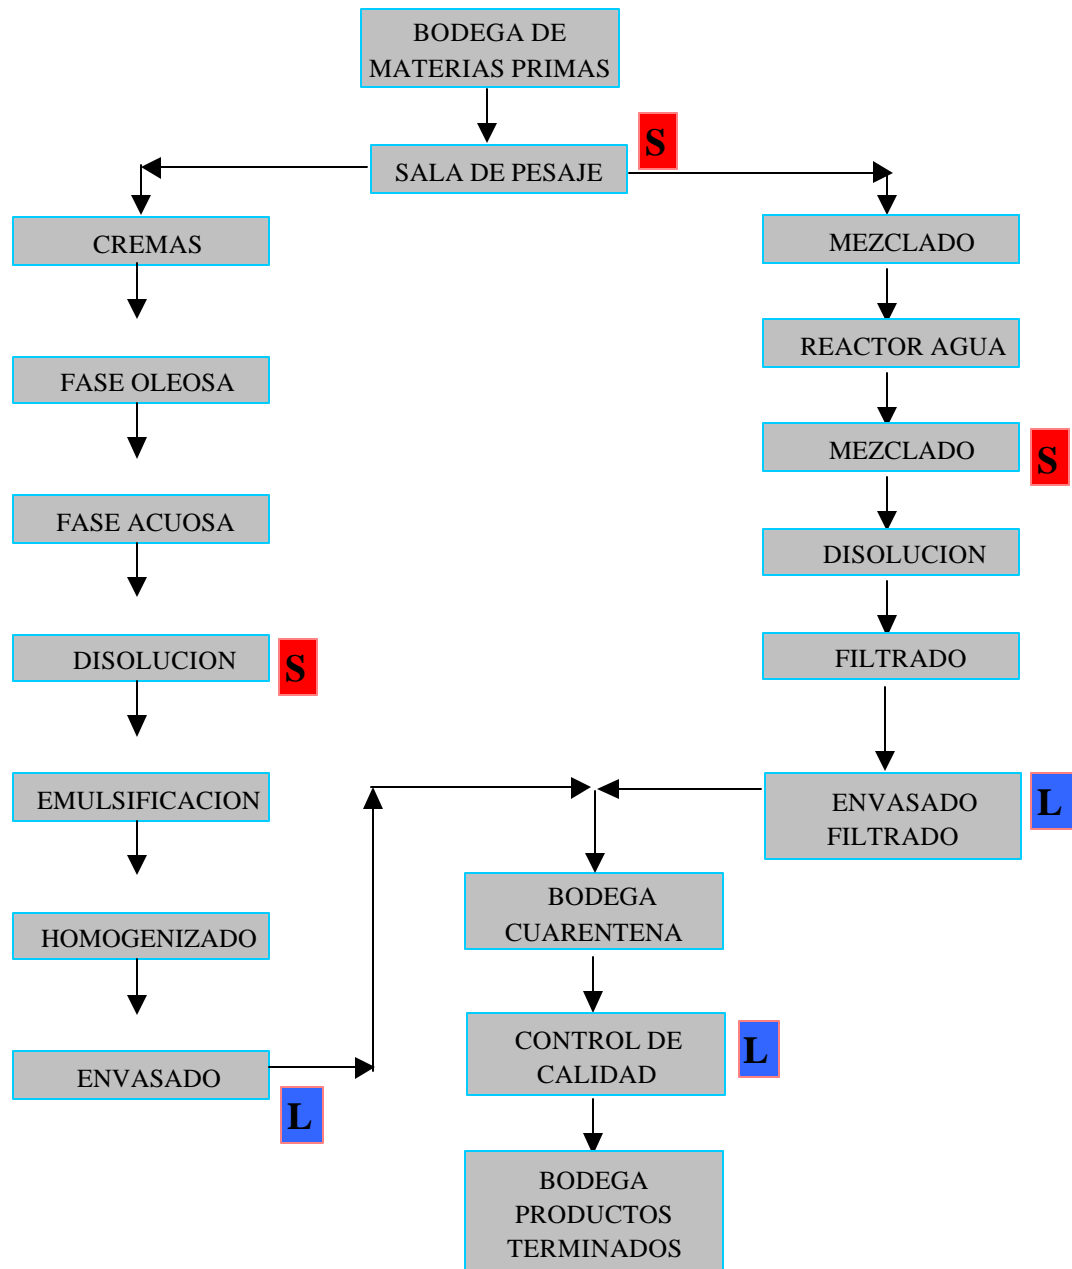 BODEGA DE
MATERIAS PRIMAS
S
SALA DE PESAJE
CREMAS
MEZCLADO
REACTOR AGUA
FASE OLEOSA
MEZCLADO
S
FASE ACUOSA
DISOLUCION
DISOLUCION
S
FILTRADO
EMULSIFICACION
ENVASADO
FILTRADO
L
BODEGA
CUARENTENA
HOMOGENIZADO
CONTROL DE
CALIDAD
L
ENVASADO
L
BODEGA
PRODUCTOS
TERMINADOS